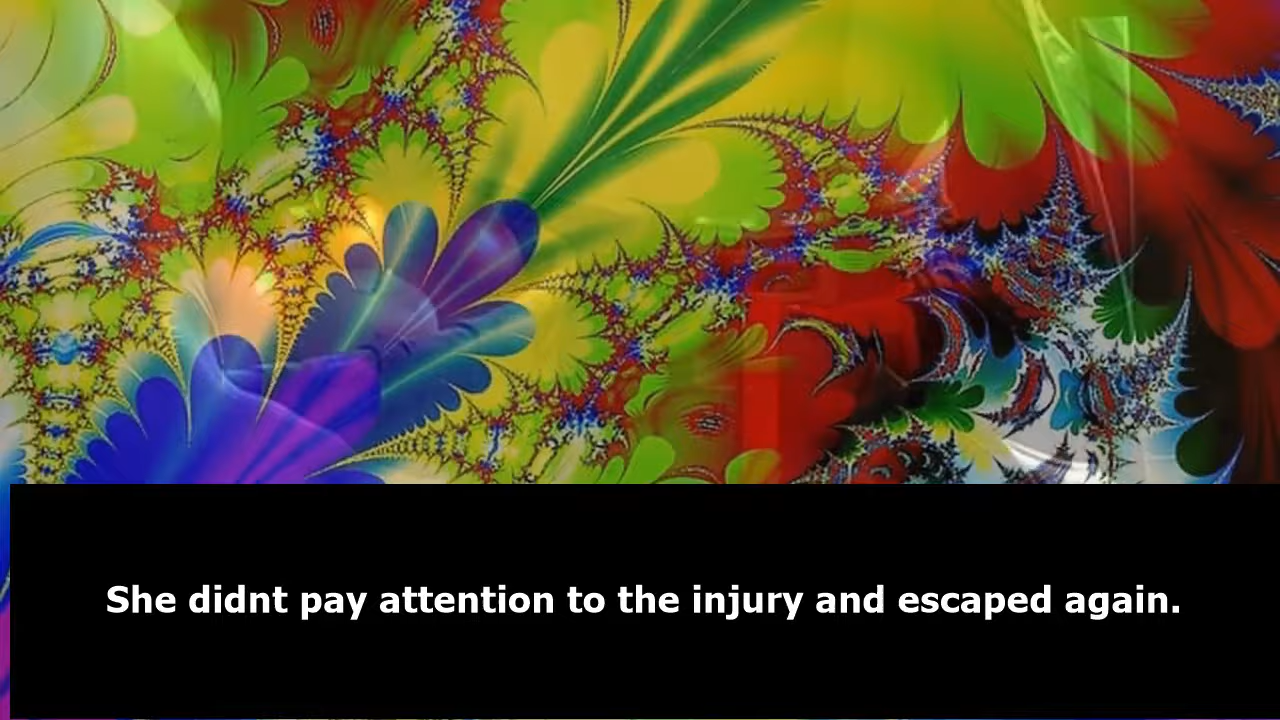 She didnt pay attention to the injury and escaped again.